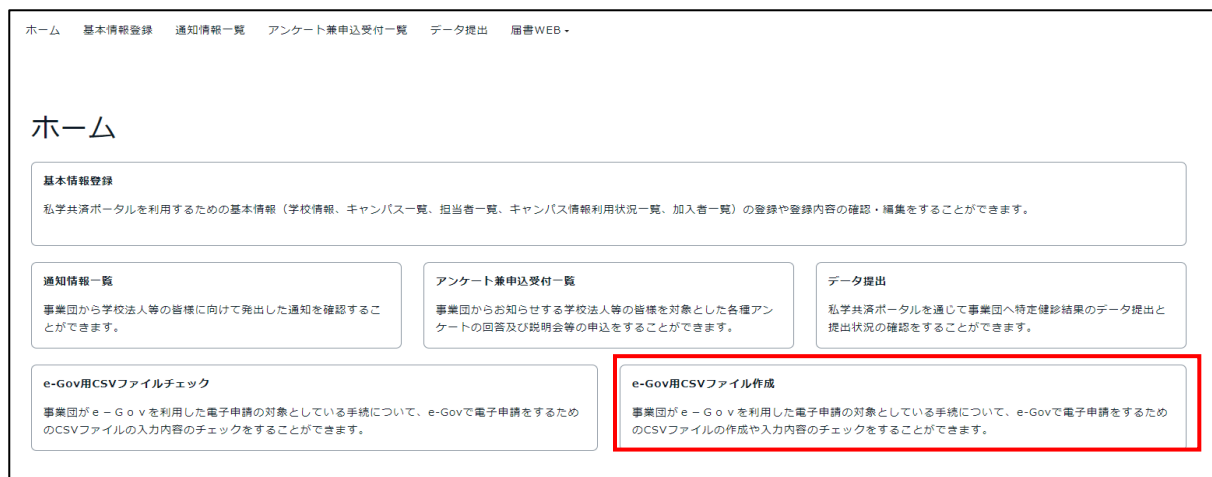 ホーム 基本情報登録 通知情報一覧 アンケート兼申込受付一覧 データ提出 届書WEB
ホーム
基本情報登録
私学共済ポータルを利用するための基本情報（学校情報、キャンパス一覧、担当者一覧、キャンパス情報利用状況一覧、加入者一覧）の登録や登録内容の確認・編集をすることができます。
通知情報一覧
事業団から学校法人等の皆様に向けて発出した通知を確認するこ
とができます。
アンケート兼申込受付一覧
事業団からお知らせする学校法人等の皆様を対象とした各種アン
ケートの回答及び説明会等の申込をすることができます。
データ提出
私学共済ポータルを通じて事業団へ特定健診結果のデータ提出と
提出状況の確認をすることができます。
e-Gov用CSVファイルチェック
事業団がｅ－Ｇｏｖを利用した電子申請の対象としている手続について、e-Govで電子申請をするため
のCSVファイルの入力内容のチェックをすることができます。
e-Gov用CSVファイル作成
事業団がｅ－Ｇｏｖを利用した電子申請の対象としている手続について、e-Govで電子申請をするため
のCSVファイルの作成や入力内容のチェックをすることができます。